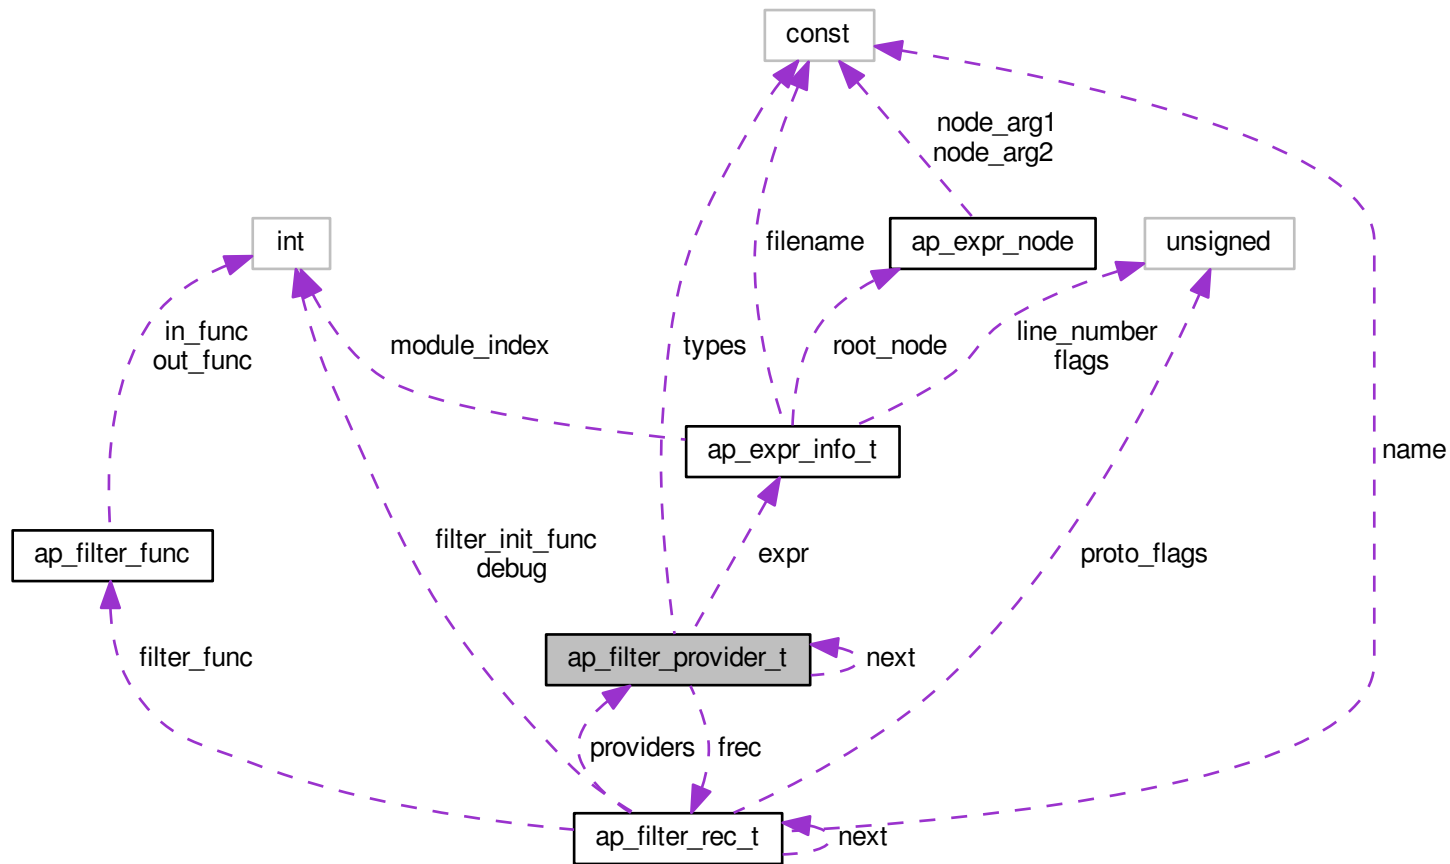 const
node_arg1
node_arg2
int
filename
ap_expr_node
unsigned
in_func
out_func
module_index
types
root_node
line_number
flags
ap_expr_info_t
name
ap_filter_func
filter_init_func
debug
expr
proto_flags
filter_func
ap_filter_provider_t
next
providers
frec
ap_filter_rec_t
next